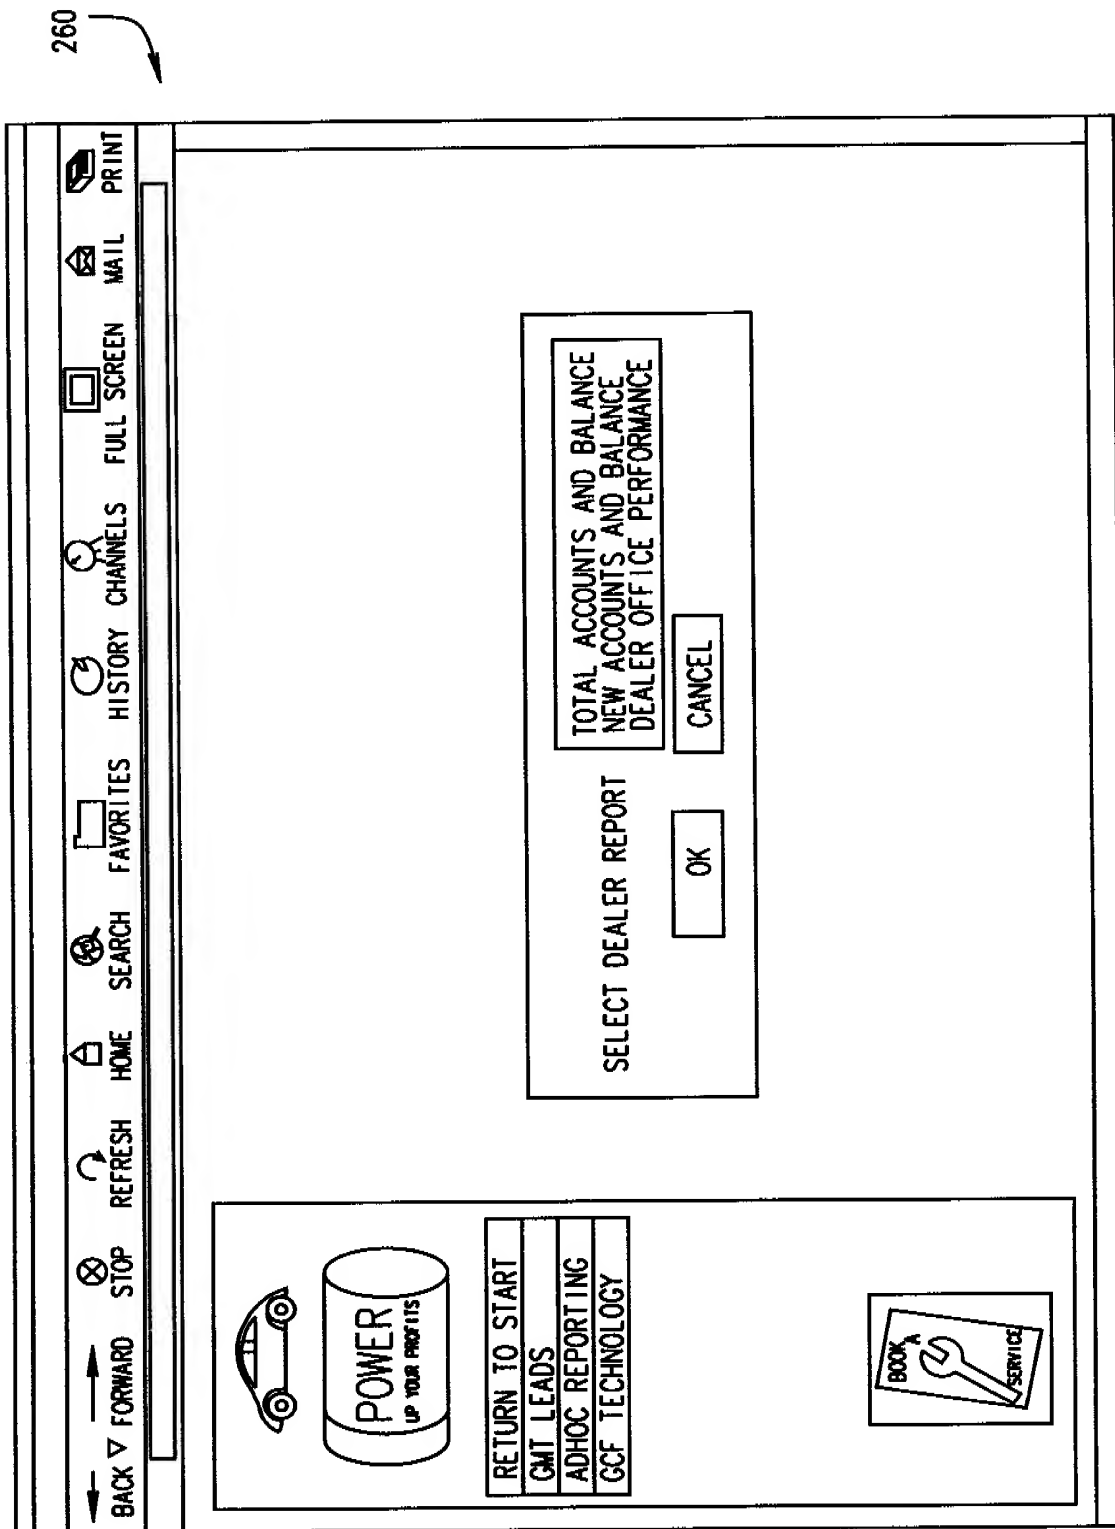 260
BACK ▽ FORWARD STOP REFRESH HOME SEARCH FAVORITES HISTORY CHANNELS FULL SCREEN MAIL PRINT
POWER
UP YOUR PROFITS
RETURN TO START
GMT LEADS
ADHOC REPORTING
GCF TECHNOLOGY
BOOK
A
SERVICE
SELECT DEALER REPORT
TOTAL ACCOUNTS AND BALANCE
NEW ACCOUNTS AND BALANCE
DEALER OFFICE PERFORMANCE
OK CANCEL